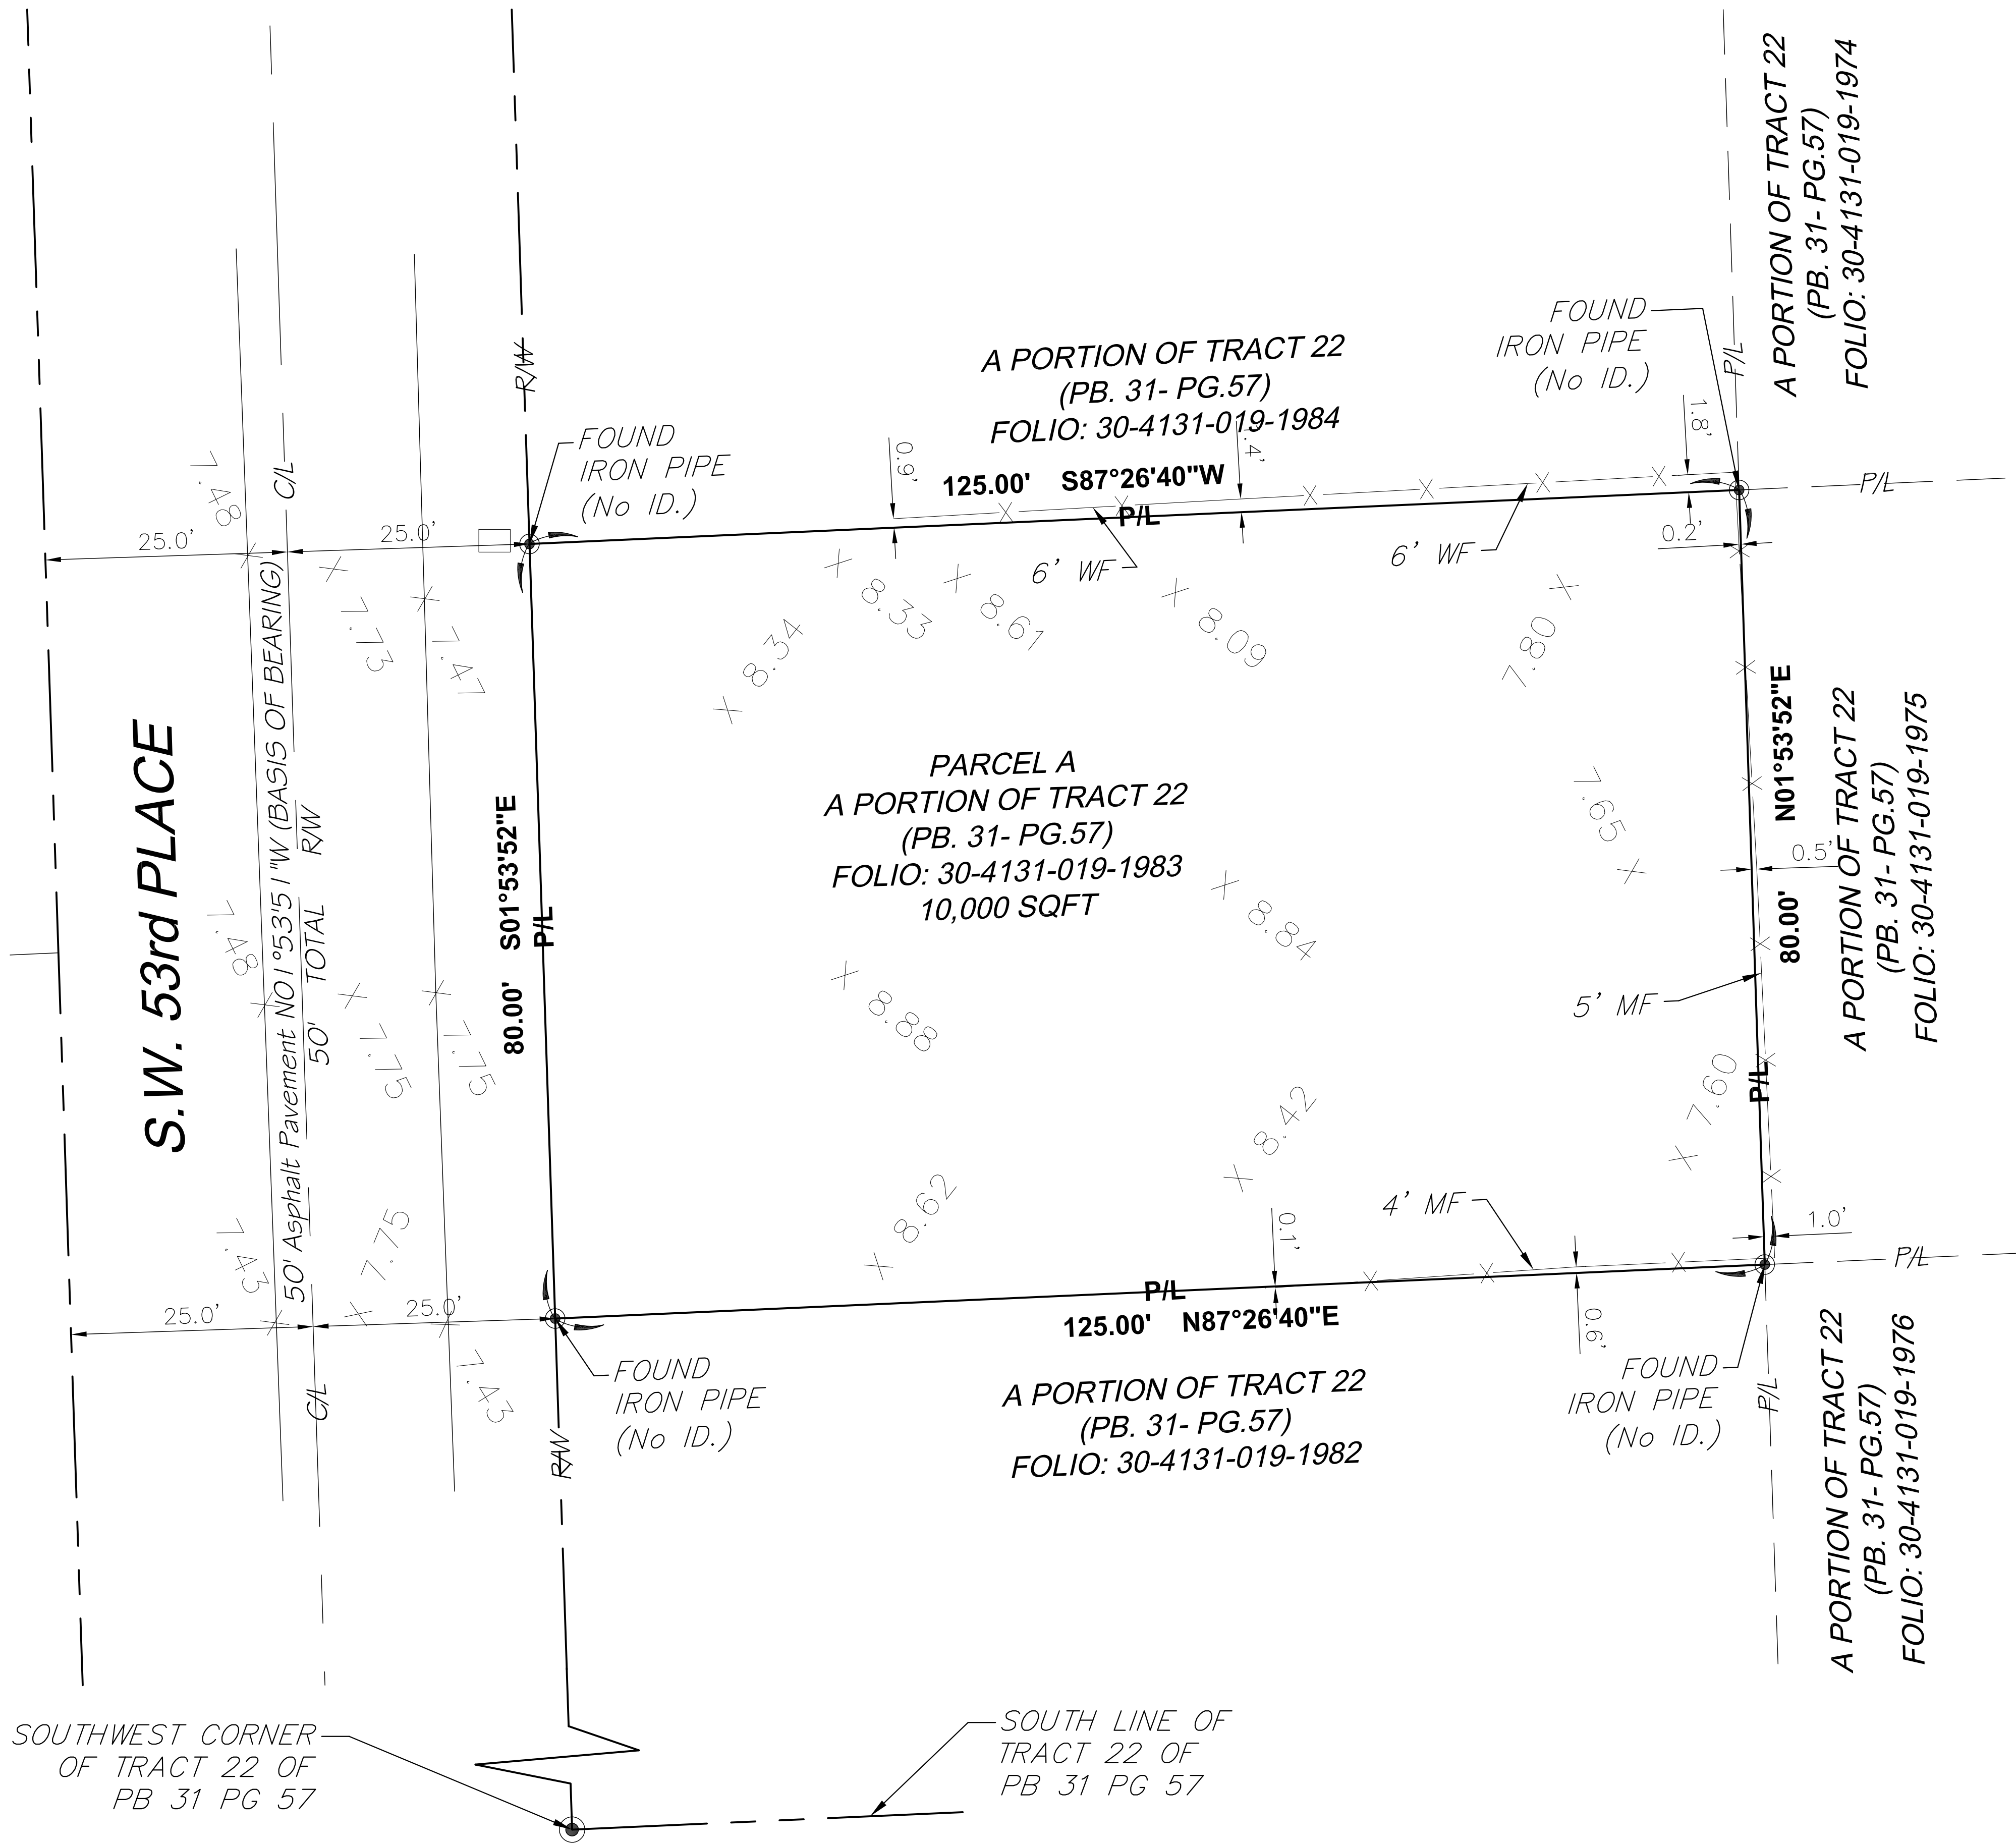 A PORTION OF TRACT 22
(PB. 31- PG.57)
FOLIO: 30-4131-019-1974
FOUND
IRON PIPE
(No ID.)
P/L
R/W
A PORTION OF TRACT 22
(PB. 31- PG.57)
FOLIO: 30-4131-019-1984
FOUND
IRON PIPE
(No ID.)
C/L
7.48
25.0'
25.0'
0.9'
125.00' S87°26'40"W
P/L
.4'
1.8'
P/L
0.2'
6' WF
6' WF
7.73
7.47
8.34
8.33
8.61
8.09
7.80
S.W. 53rd PLACE
50' Asphalt Pavement N01°53'51"W (BASIS OF BEARING)
50' TOTAL R/W
80.00' S01°53'52"E
P/L
PARCEL A
A PORTION OF TRACT 22
(PB. 31- PG.57)
FOLIO: 30-4131-019-1983
10,000 SQFT
7.65
80.00' N01°53'52"E
P/L
0.5'
A PORTION OF TRACT 22
(PB. 31- PG.57)
FOLIO: 30-4131-019-1975
7.48
7.75
7.75
8.88
8.84
5' MF
7.60
8.42
8.62
4' MF
7.43
7.75
25.0'
25.0'
0.1'
P/L
125.00' N87°26'40"E
0.6'
1.0'
P/L
C/L
7.43
FOUND
IRON PIPE
(No ID.)
R/W
A PORTION OF TRACT 22
(PB. 31- PG.57)
FOLIO: 30-4131-019-1982
FOUND
IRON PIPE
(No ID.)
P/L
A PORTION OF TRACT 22
(PB. 31- PG.57)
FOLIO: 30-4131-019-1976
SOUTHWEST CORNER
OF TRACT 22 OF
PB 31 PG 57
SOUTH LINE OF
TRACT 22 OF
PB 31 PG 57